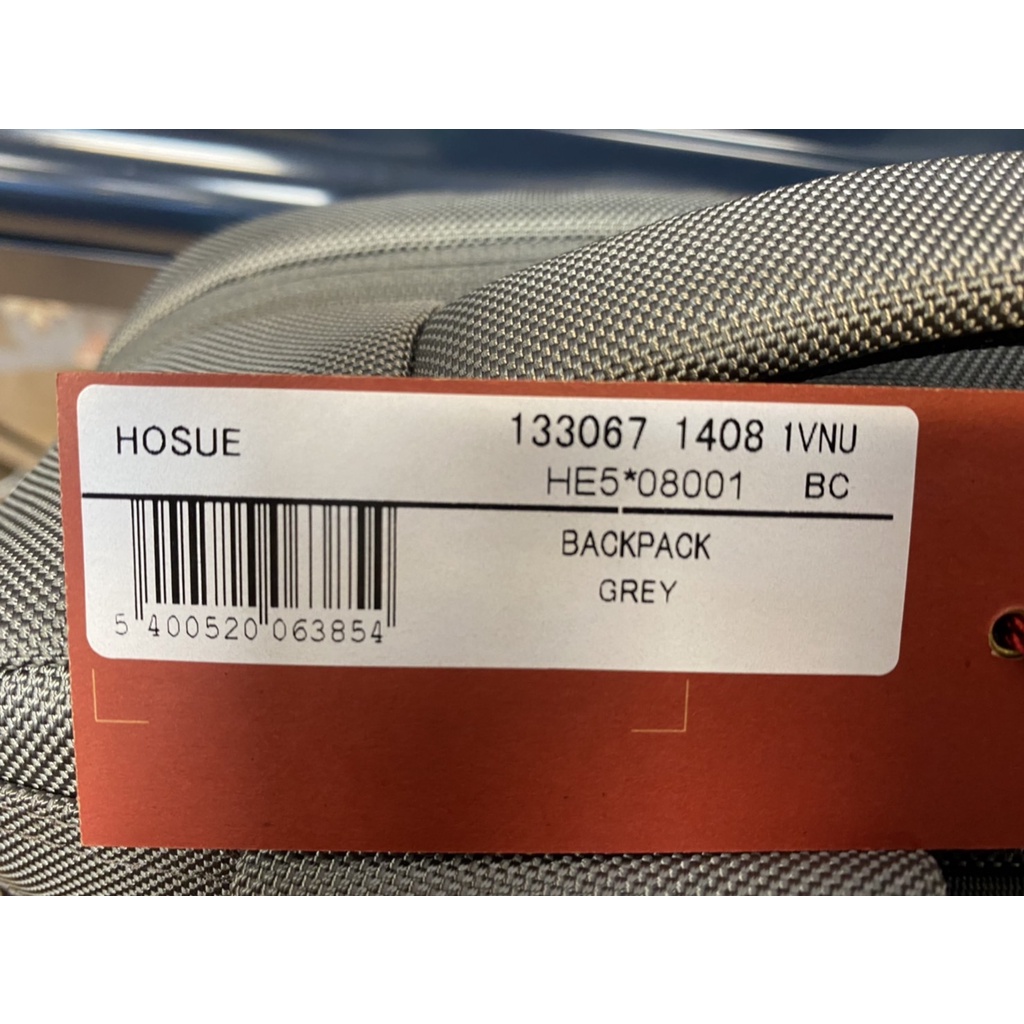 HOSUE 133067 1408 1VNU
HE5*08001 BC
BACKPACK
GREY
5 400520 063854